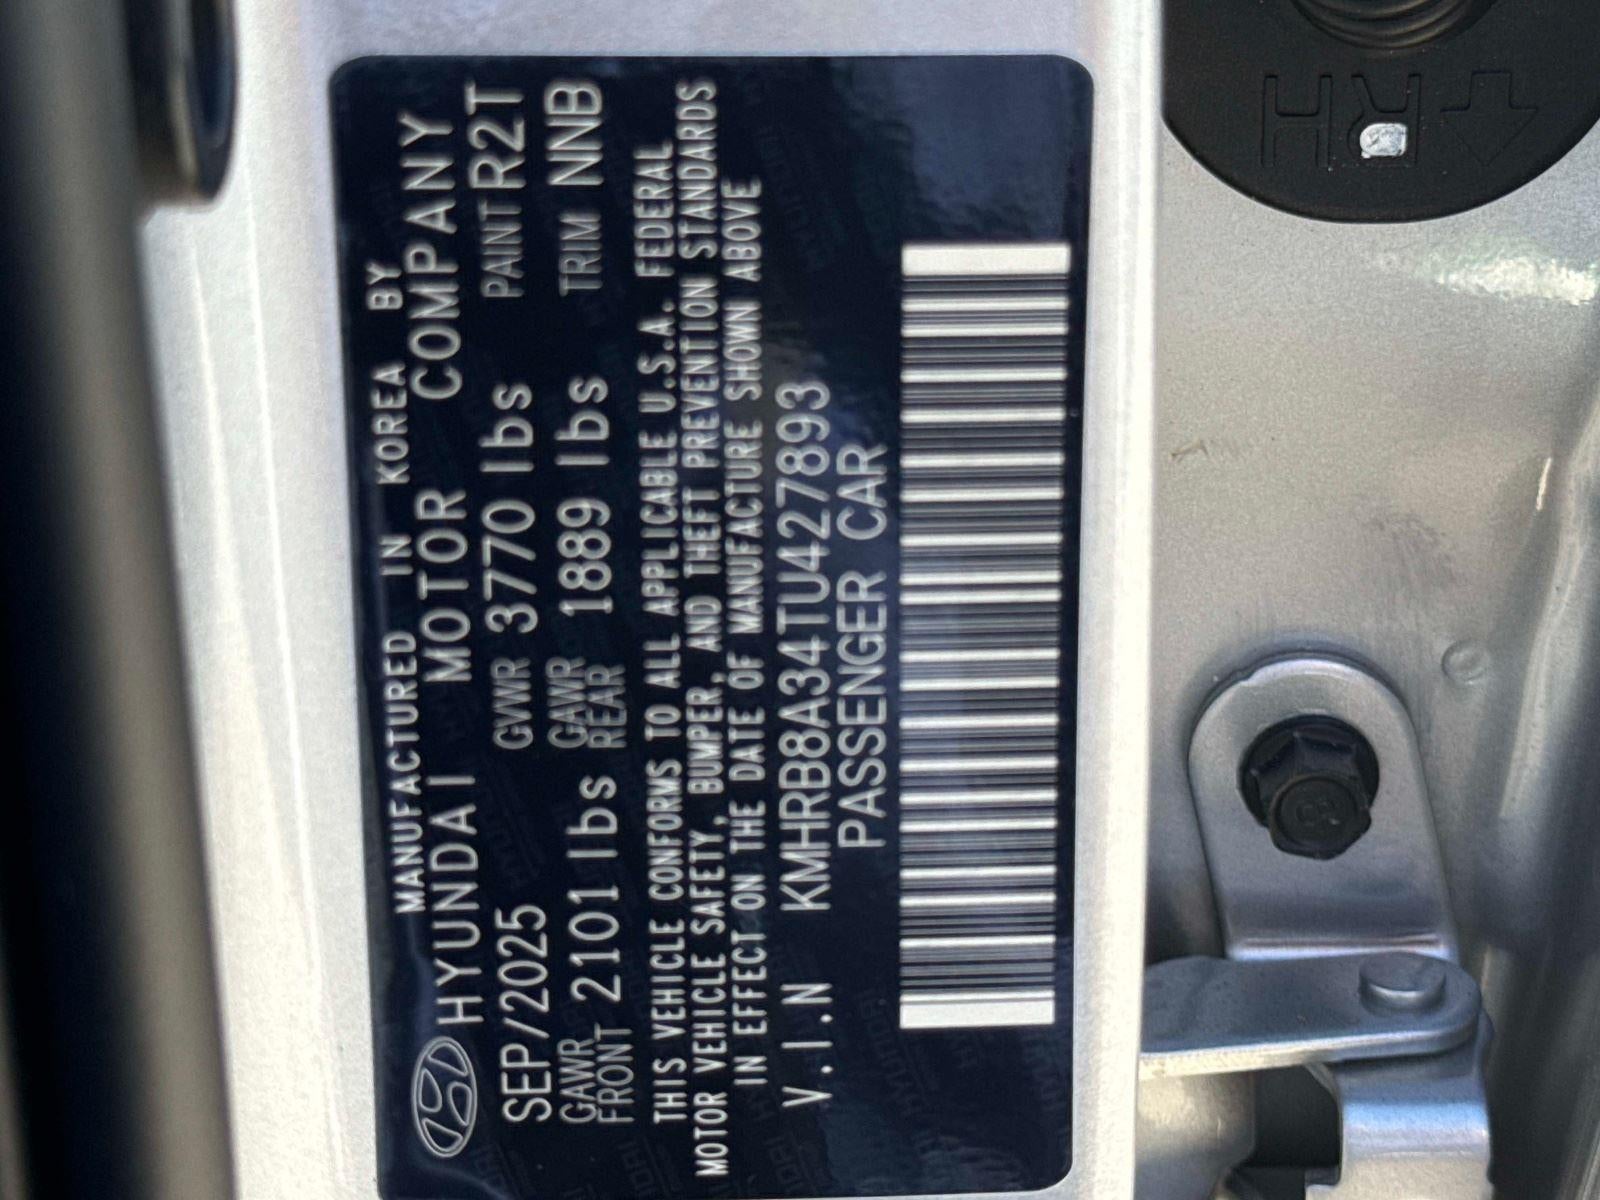 MANUFACTURED IN KOREA BY
HYUNDAI MOTOR COMPANY
SEP/2025 GVWR 3770 lbs PAINT R2T
GAWR FRONT 2101 lbs GAWR REAR 1889 lbs TRIM NNB
THIS VEHICLE CONFORMS TO ALL APPLICABLE U.S.A. FEDERAL
MOTOR VEHICLE SAFETY, BUMPER, AND THEFT PREVENTION STANDARDS
IN EFFECT ON THE DATE OF MANUFACTURE SHOWN ABOVE
V.I.N KMHRB8A34TU427893
PASSENGER CAR
RH
8